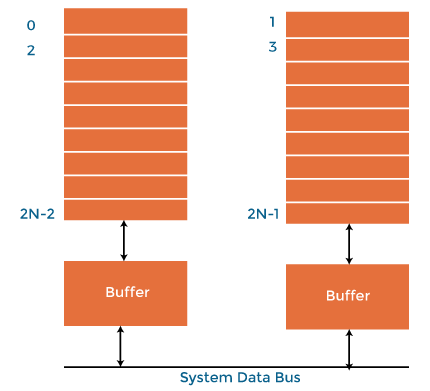 0
2
2N-2
1
3
2N-1
Buffer
Buffer
System Data Bus